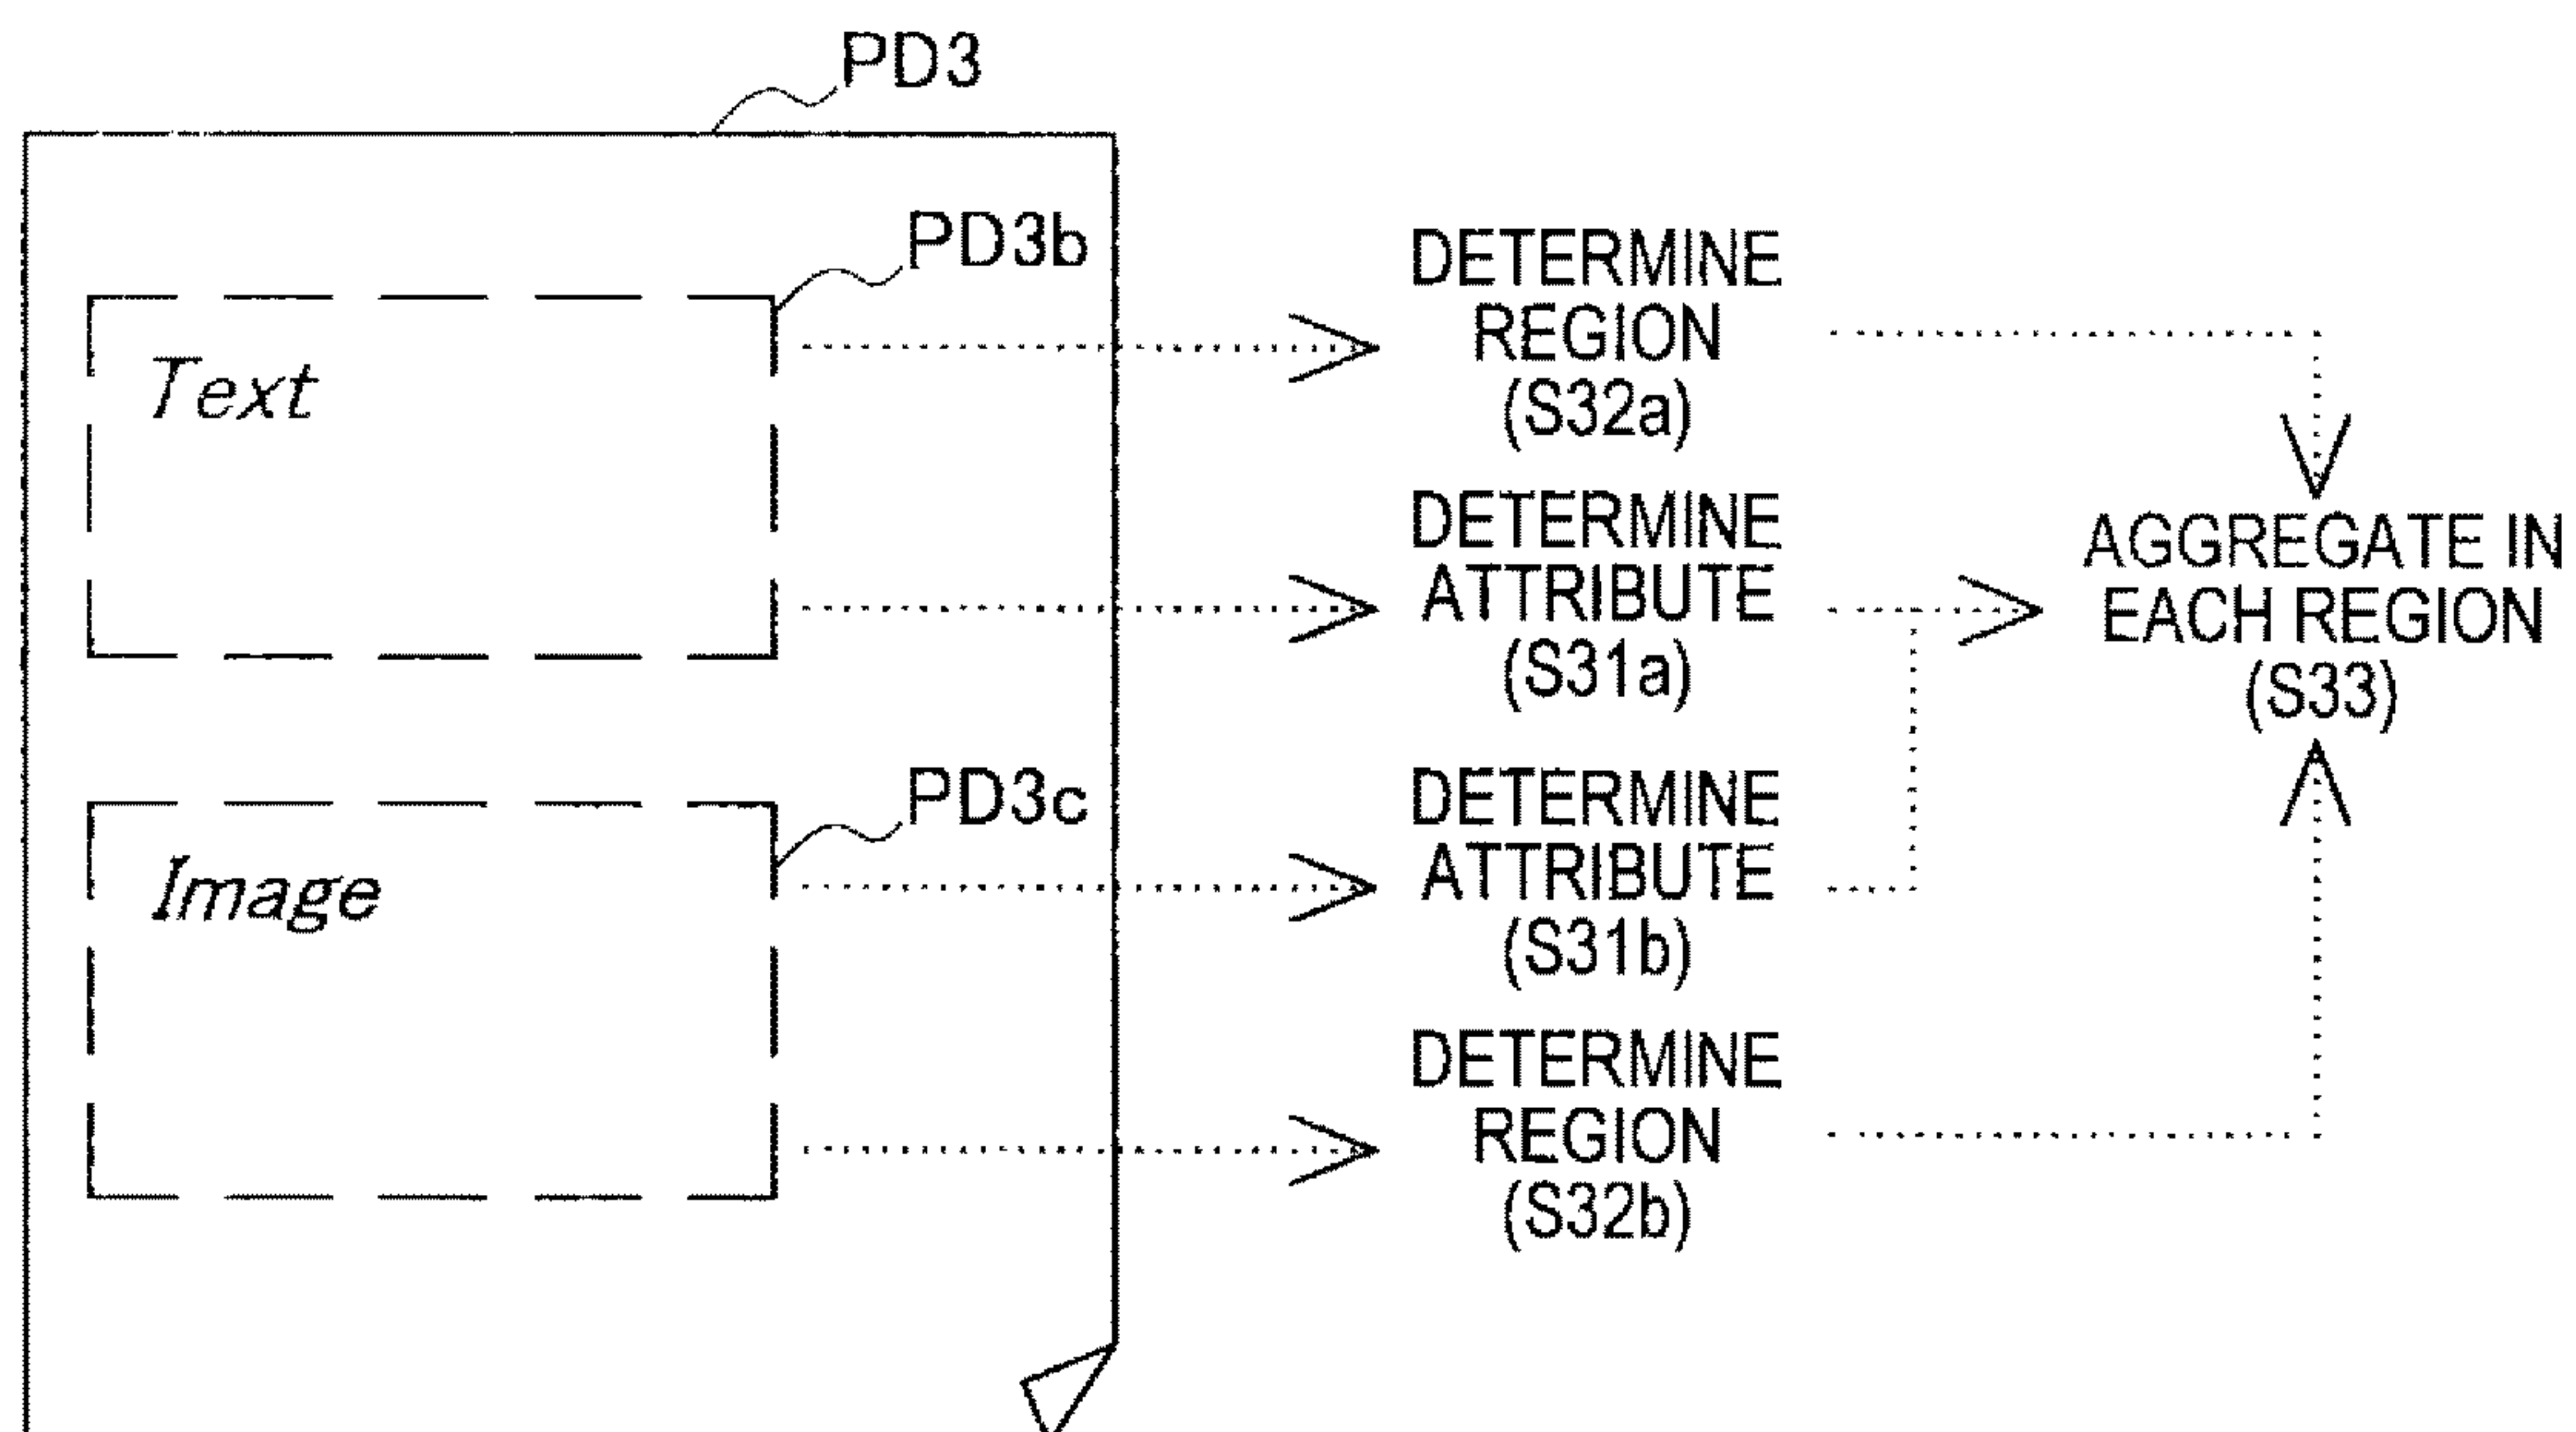 PD3
PD3b
Text
PD3c
Image
DETERMINE
REGION
(S32a)
DETERMINE
ATTRIBUTE
(S31a)
DETERMINE
ATTRIBUTE
(S31b)
DETERMINE
REGION
(S32b)
AGGREGATE IN
EACH REGION
(S33)